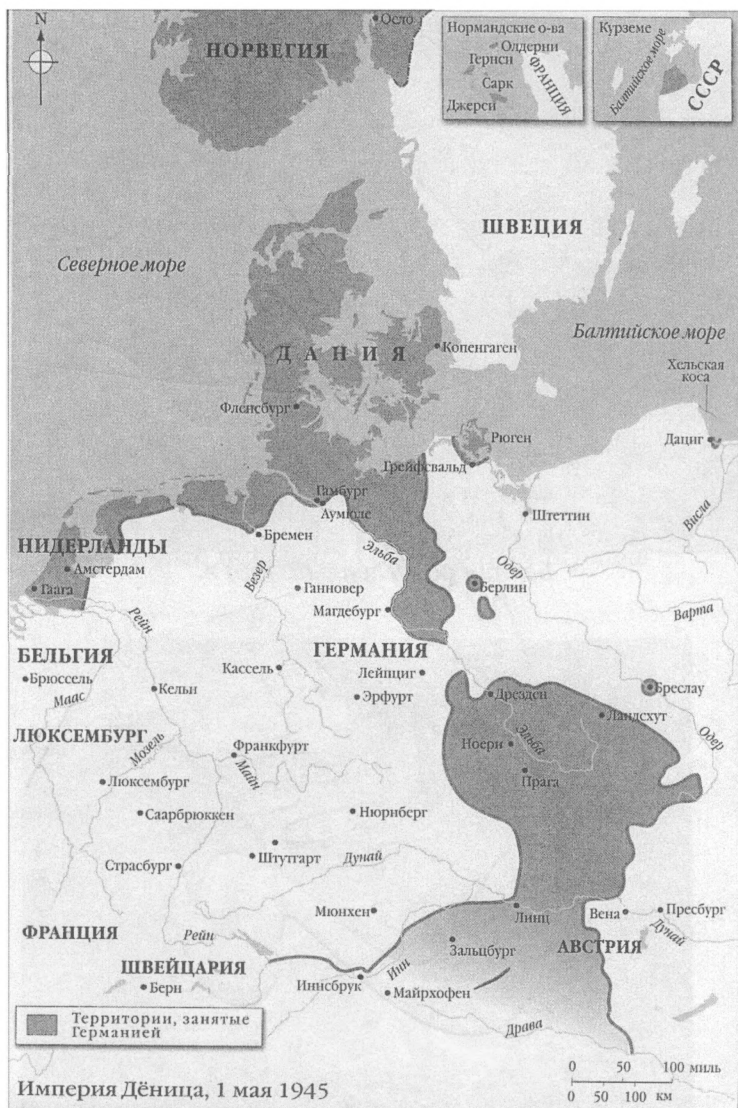 N
Осло
НОРВЕГИЯ
Нормандские о-ва
Олдерни
Гернси
Сарк
Джерси
ФРАНЦИЯ
Курземе
Балтийское море
СССР
ШВЕЦИЯ
Северное море
Балтийское море
ДАНИЯ
Копенгаген
Хельская
коса
Фленсбург
Рюген
Данциг
Грейфсвальд
Гамбург
Аумюле
Штеттин
Висла
Бремен
НИДЕРЛАНДЫ
Эльба
Амстердам
Везер
Одер
Гаага
Ганновер
Берлин
Магдебург
Варта
Рейн
БЕЛЬГИЯ
ГЕРМАНИЯ
Брюссель
Кассель
Лейпциг
Бреслау
Маас
Кельн
Эрфурт
Дрезден
Ландсхут
ЛЮКСЕМБУРГ
Одер
Мозель
Франкфурт
Ноери
Эльба
Люксембург
Майн
Прага
Саарбрюккен
Нюрнберг
Страсбург
Штутгарт
Дунай
Мюнхен
Линц
Вена
Пресбург
ФРАНЦИЯ
Рейн
Зальцбург
АВСТРИЯ
Дунай
ШВЕЙЦАРИЯ
Инн
Берн
Иннсбрук
Майрхофен
Территории, занятые
Германией
Драва
0 50 100 миль
0 50 100 км
Империя Дёница, 1 мая 1945